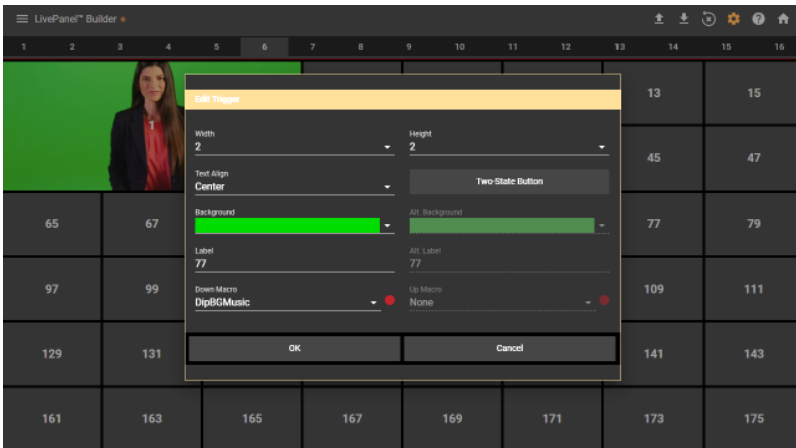 LivePanel™ Builder
1 2 3 4 5 6 7 8 9 10 11 12 13 14 15 16
1
13 15
Edit Trigger
Width Height
2 2
45 47
Text Align
Center Two-State Button
Background Alt. Background
65 67 77 79
Label Alt. Label
77 77
Down Macro Up Macro
DipBGMusic None
97 99 109 111
OK Cancel
129 131 141 143
161 163 165 167 169 171 173 175